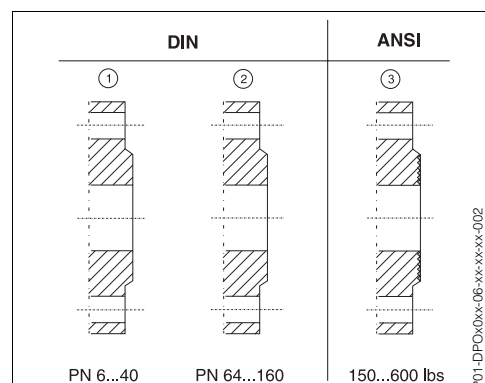 DIN
ANSI
1
2
3
PN 6...40
PN 64...160
150...600 lbs
P01-DPOx0xx-06-xx-xx-xx-002